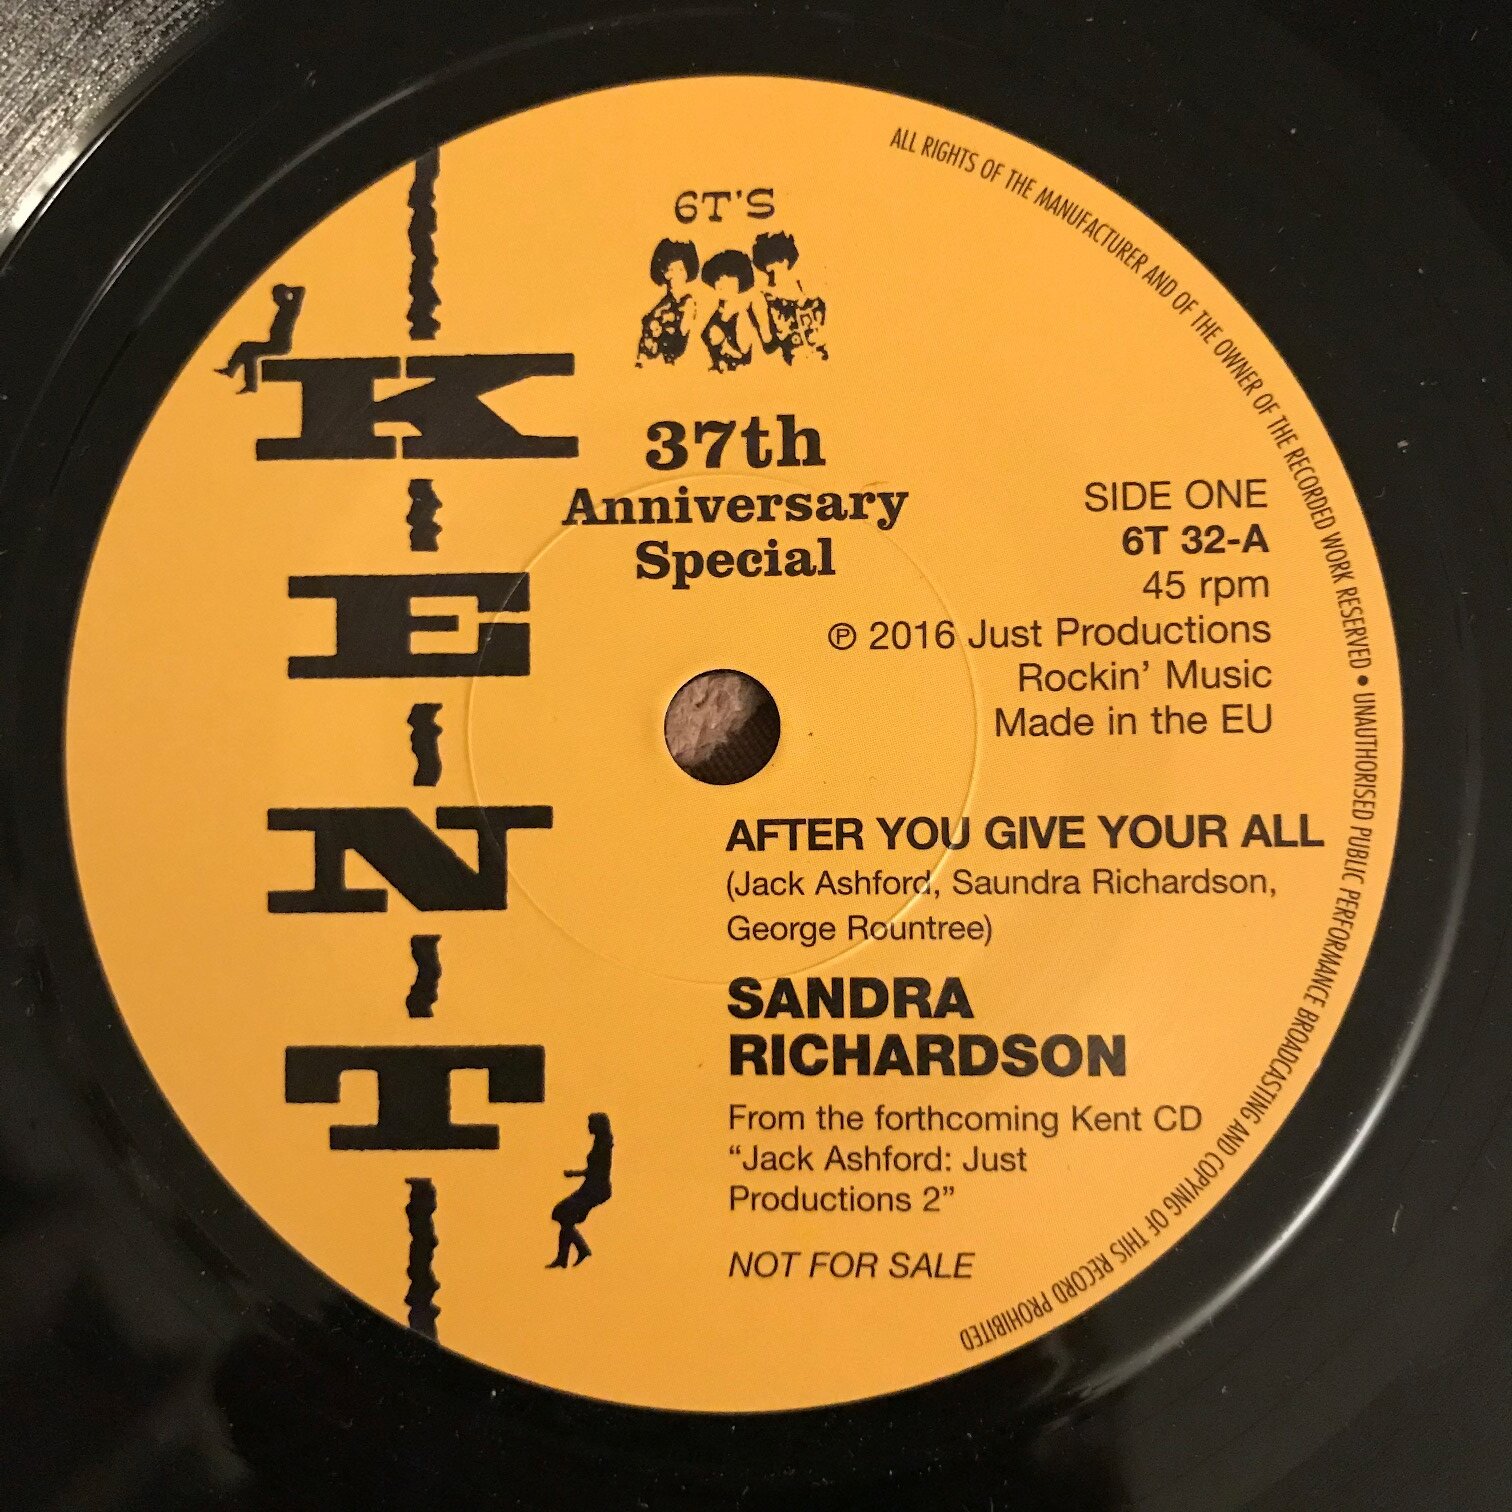 6T'S
37th
Anniversary
Special
KENT
SIDE ONE
6T 32-A
45 rpm
℗ 2016 Just Productions
Rockin’ Music
Made in the EU
AFTER YOU GIVE YOUR ALL
(Jack Ashford, Saundra Richardson,
George Rountree)
SANDRA
RICHARDSON
From the forthcoming Kent CD
“Jack Ashford: Just
Productions 2”
NOT FOR SALE
ALL RIGHTS OF THE MANUFACTURER AND OF THE OWNER OF THE RECORDED WORK RESERVED • UNAUTHORISED PUBLIC PERFORMANCE BROADCASTING AND COPYING OF THIS RECORD PROHIBITED